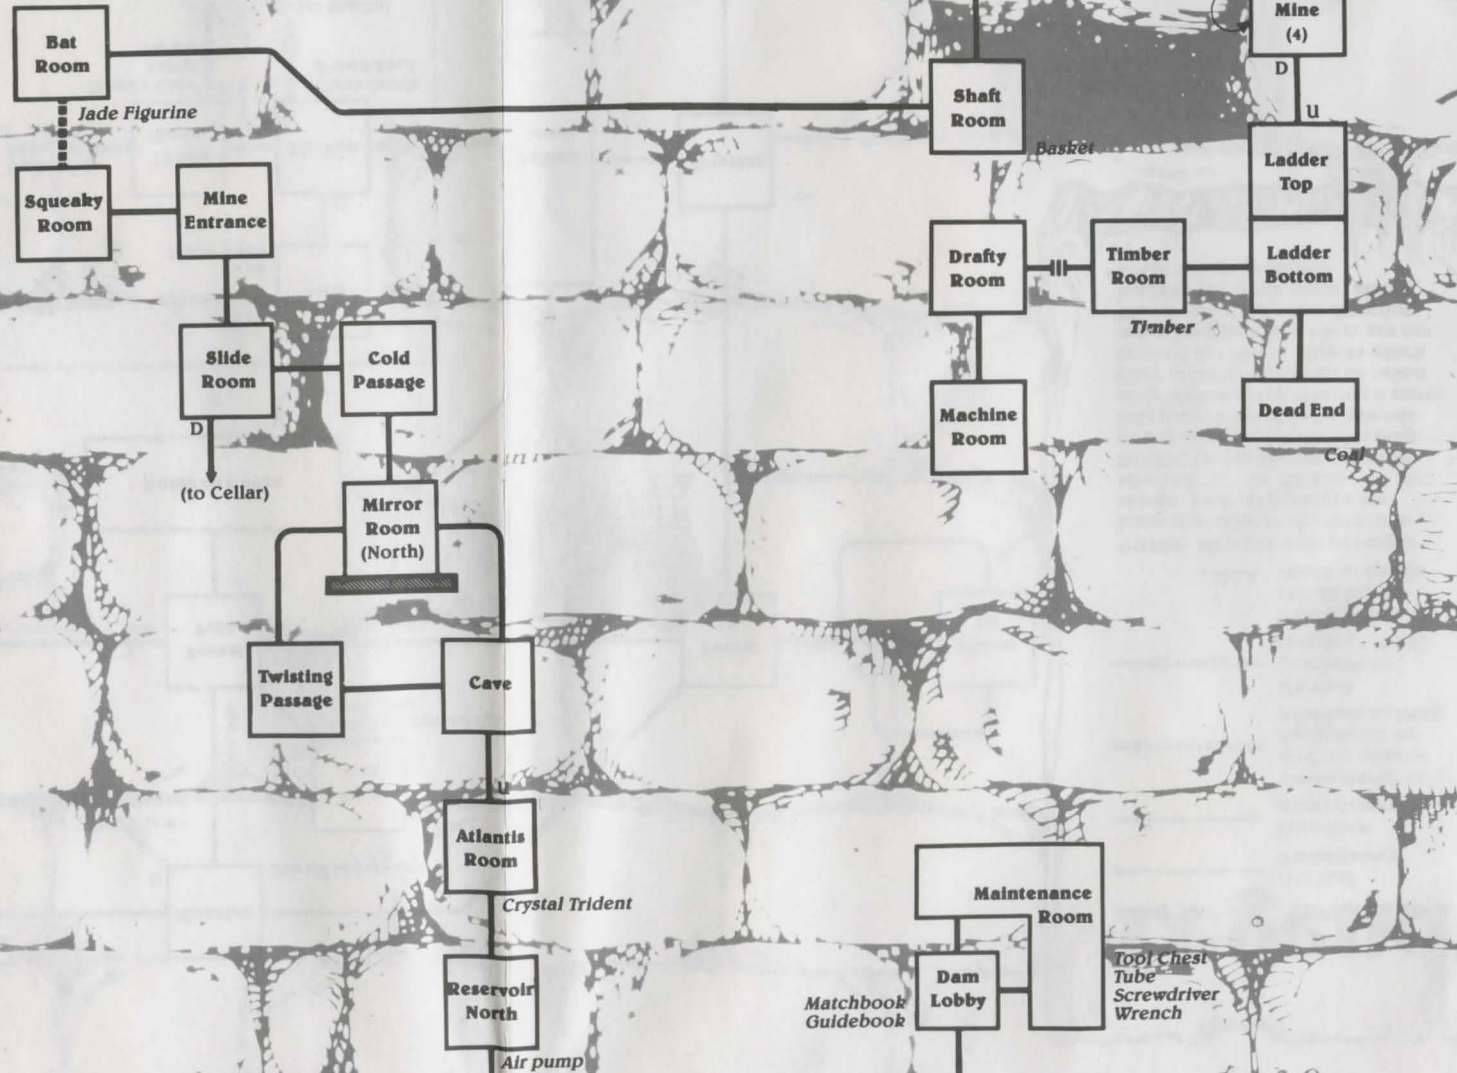 Bat
Room
Jade Figurine
Shaft
Room
Basket
Mine
(4)
D
U
Ladder
Top
Squeaky
Room
Mine
Entrance
Drafty
Room
Timber
Room
Timber
Ladder
Bottom
Slide
Room
D
(to Cellar)
Cold
Passage
Machine
Room
Dead End
Coal
Mirror
Room
(North)
Twisting
Passage
Cave
U
Atlantis
Room
Crystal Trident
Maintenance
Room
Reservoir
North
Air pump
Matchbook
Guidebook
Dam
Lobby
Tool Chest
Tube
Screwdriver
Wrench